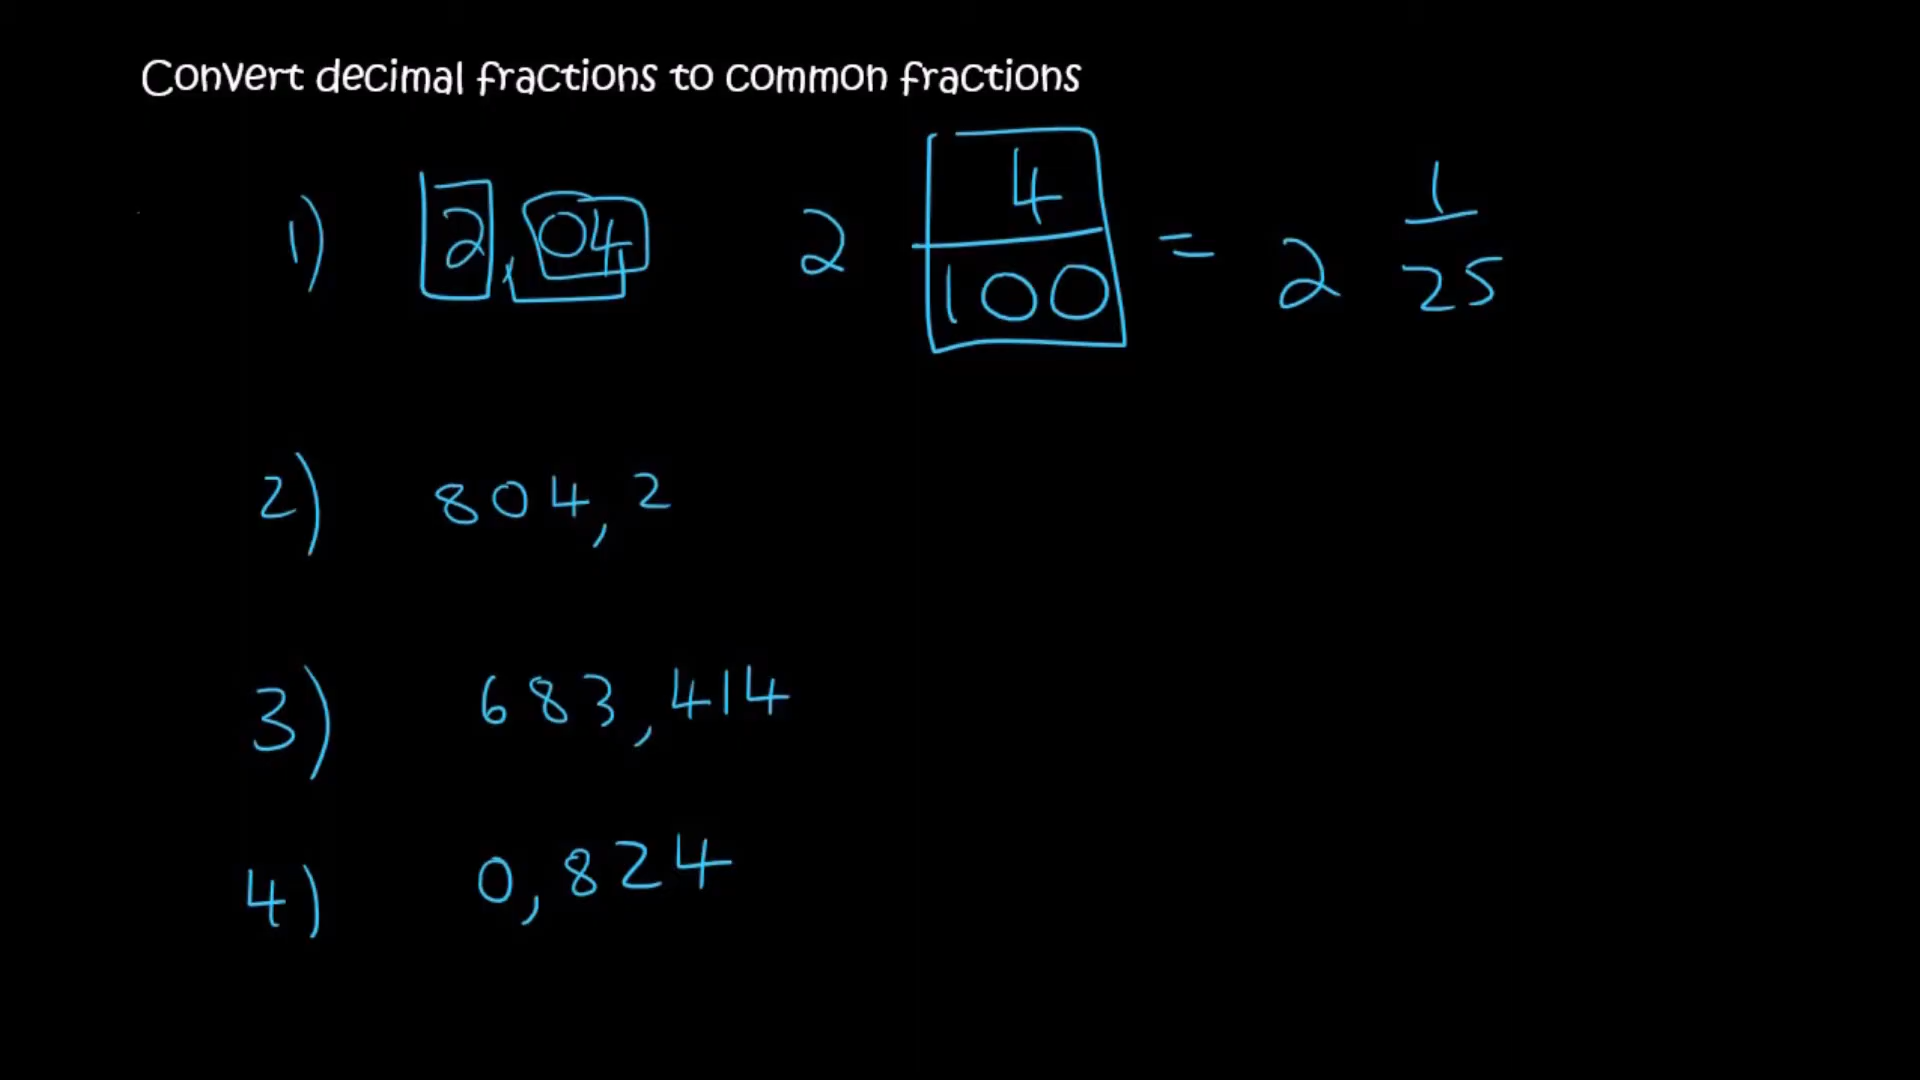 Convert decimal fractions to common fractions
1) 2,04 2 4/100 = 2 1/25
2) 804,2
3) 683,414
4) 0,824